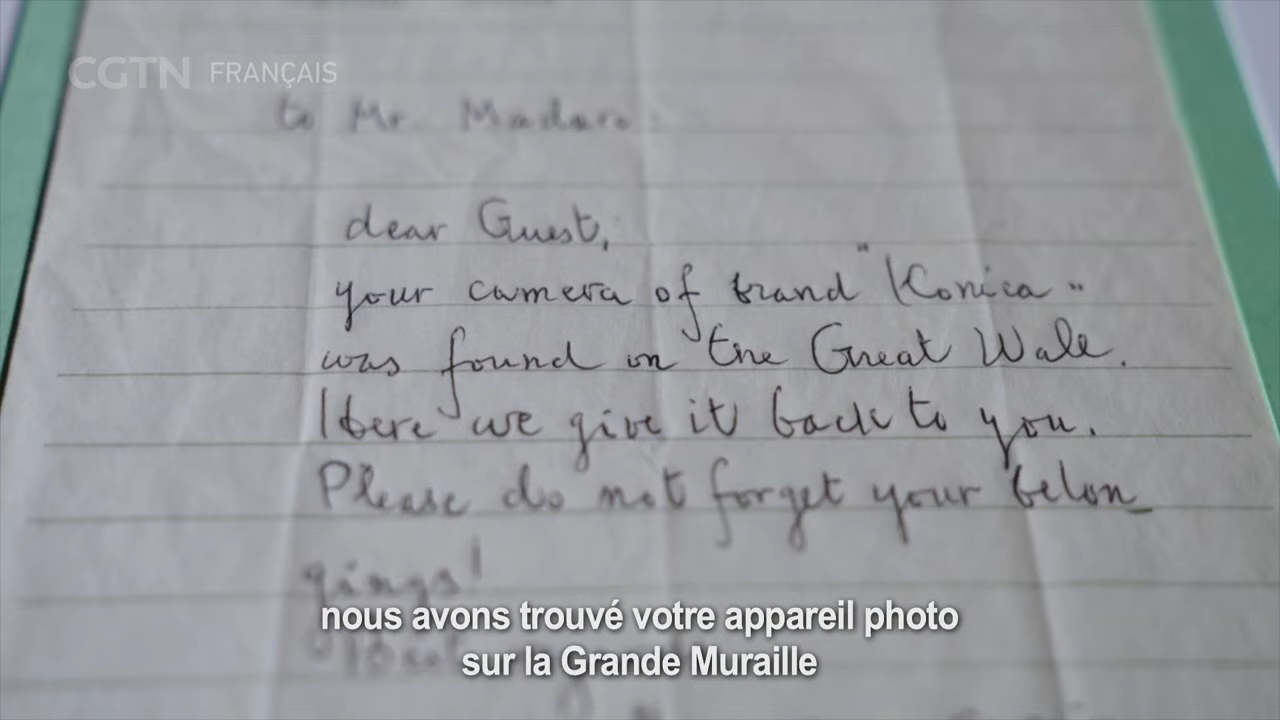 CGTN FRANÇAIS
to Mr. Madaro
dear Guest,
your camera of brand "Konica"
was found on the Great Wall.
Here we give it back to you.
Please do not forget your belon_
gings!
nous avons trouvé votre appareil photo
sur la Grande Muraille